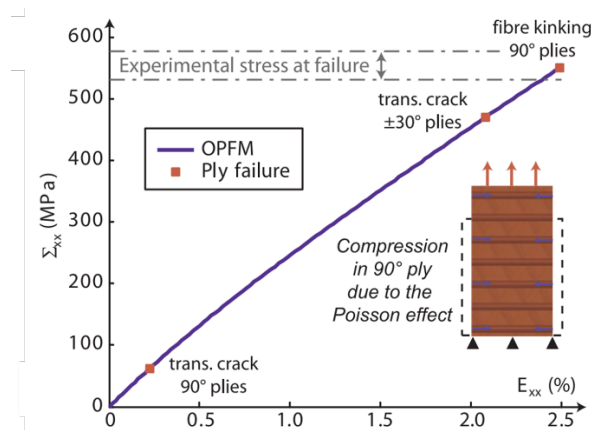 600
500
400
300
200
100
0
Σxx (MPa)
Experimental stress at failure
fibre kinking
90° plies
trans. crack
±30° plies
OPFM
Ply failure
Compression
in 90° ply
due to the
Poisson effect
trans. crack
90° plies
0
0.5
1.0
1.5
2.0
2.5
Exx (%)